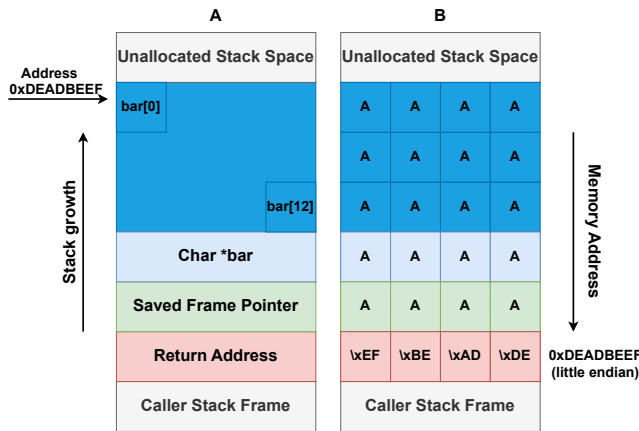 A
B
Unallocated Stack Space
Unallocated Stack Space
Address
0xDEADBEEF
bar[0]
A A A A
A A A A
bar[12]
A A A A
Stack growth
Memory Address
Char *bar
A A A A
Saved Frame Pointer
A A A A
Return Address
\xEF \xBE \xAD \xDE
0xDEADBEEF
(little endian)
Caller Stack Frame
Caller Stack Frame